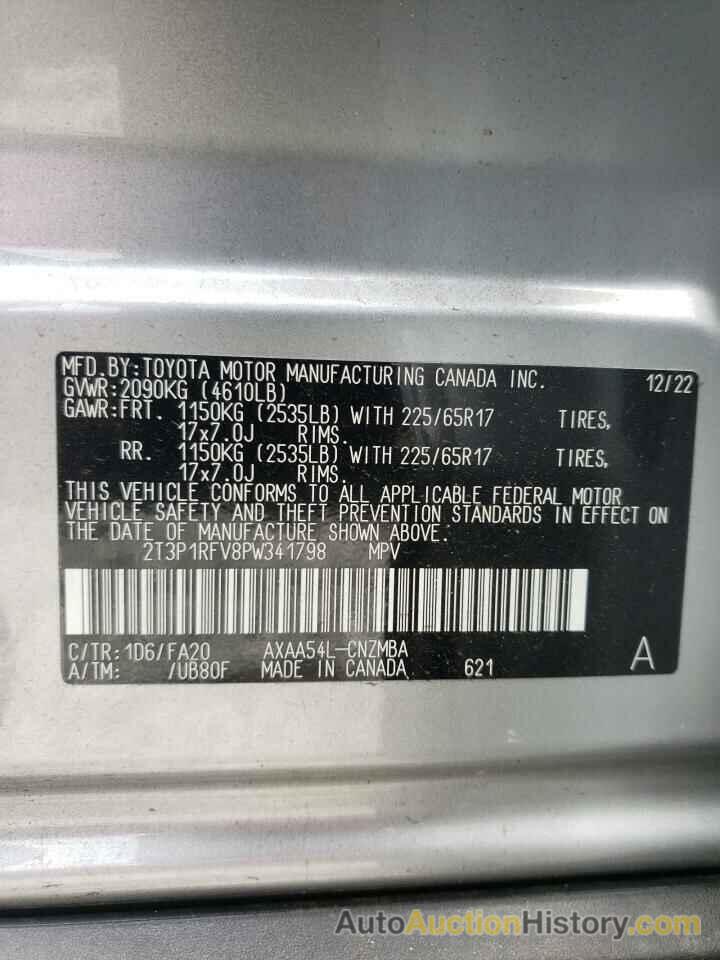 MFD.BY:TOYOTA MOTOR MANUFACTURING CANADA INC. 12/22
GVWR:2090KG (4610LB)
GAWR:FRT. 1150KG (2535LB) WITH 225/65R17 TIRES,
17x7.0J RIMS.
RR. 1150KG (2535LB) WITH 225/65R17 TIRES,
17x7.0J RIMS.
THIS VEHICLE CONFORMS TO ALL APPLICABLE FEDERAL MOTOR
VEHICLE SAFETY AND THEFT PREVENTION STANDARDS IN EFFECT ON
THE DATE OF MANUFACTURE SHOWN ABOVE.
2T3P1RFV8PW341798 MPV
C/TR:1D6/FA20 AXAA54L-CNZMBA A
A/TM: /UB80F MADE IN CANADA 621
AutoAuctionHistory.com